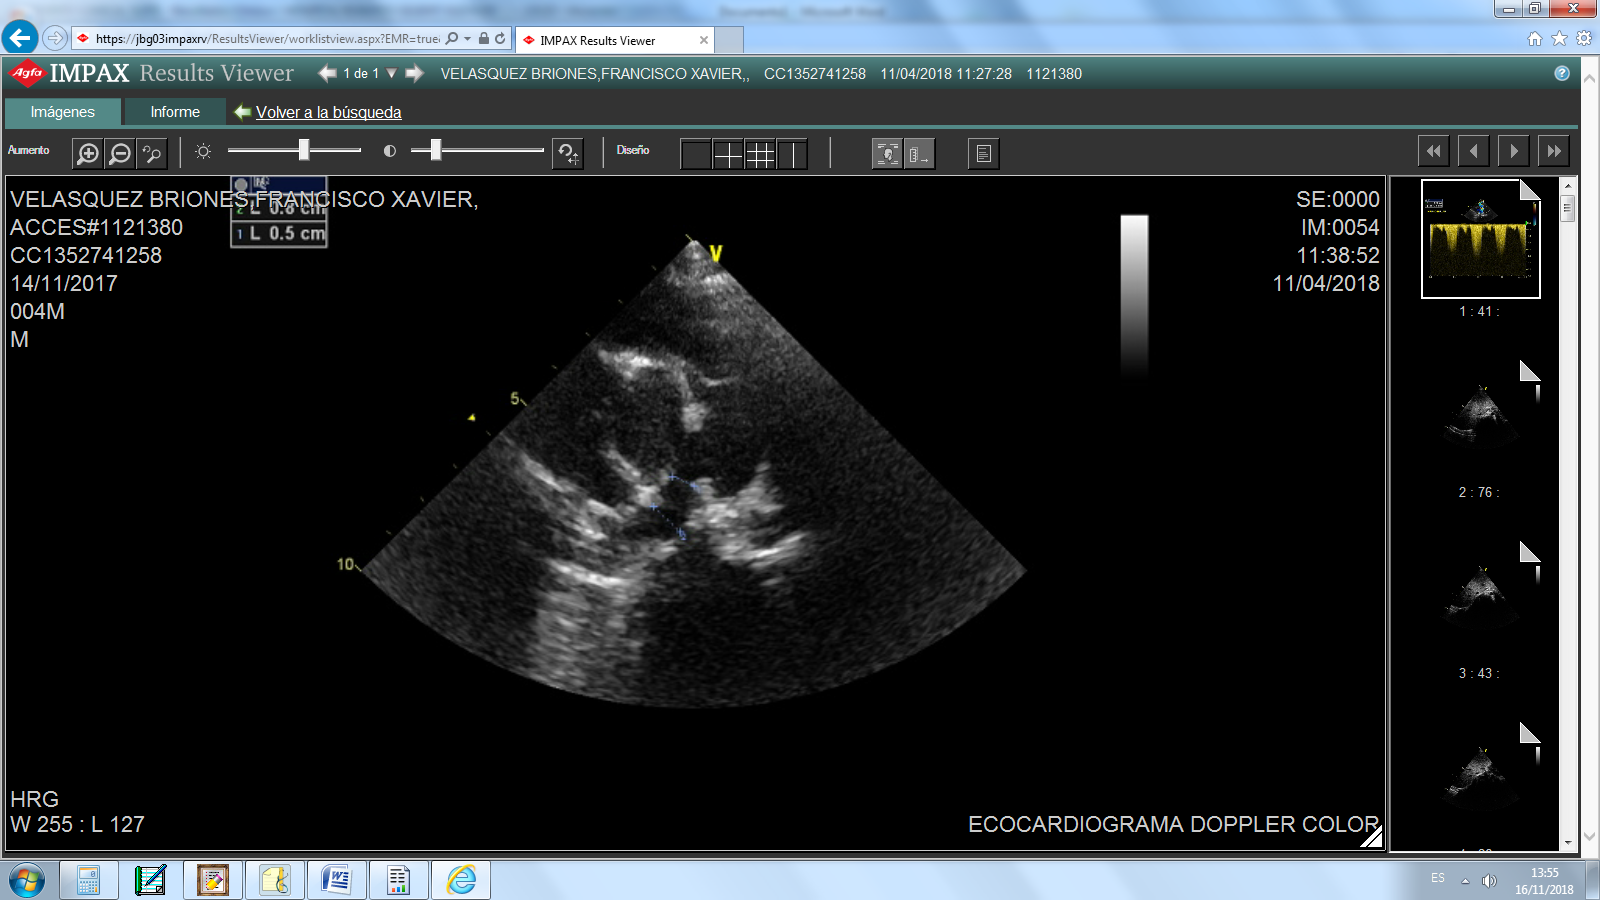 https://jbg03impaxrv/ResultsViewer/worklistview.aspx?EMR=true
IMPAX Results Viewer
Agfa IMPAX Results Viewer
1 de 1
VELASQUEZ BRIONES,FRANCISCO XAVIER,, CC1352741258 11/04/2018 11:27:28 1121380
Imágenes
Informe
Volver a la búsqueda
Aumento
Diseño
VELASQUEZ BRIONES,FRANCISCO XAVIER,
ACCES#1121380
CC1352741258
14/11/2017
004M
M
2 L 0.8 cm
1 L 0.5 cm
SE:0000
IM:0054
11:38:52
11/04/2018
V
5
10
HRG
W 255 : L 127
ECOCARDIOGRAMA DOPPLER COLOR
1 : 41 :
2 : 76 :
3 : 43 :
ES
13:55
16/11/2018